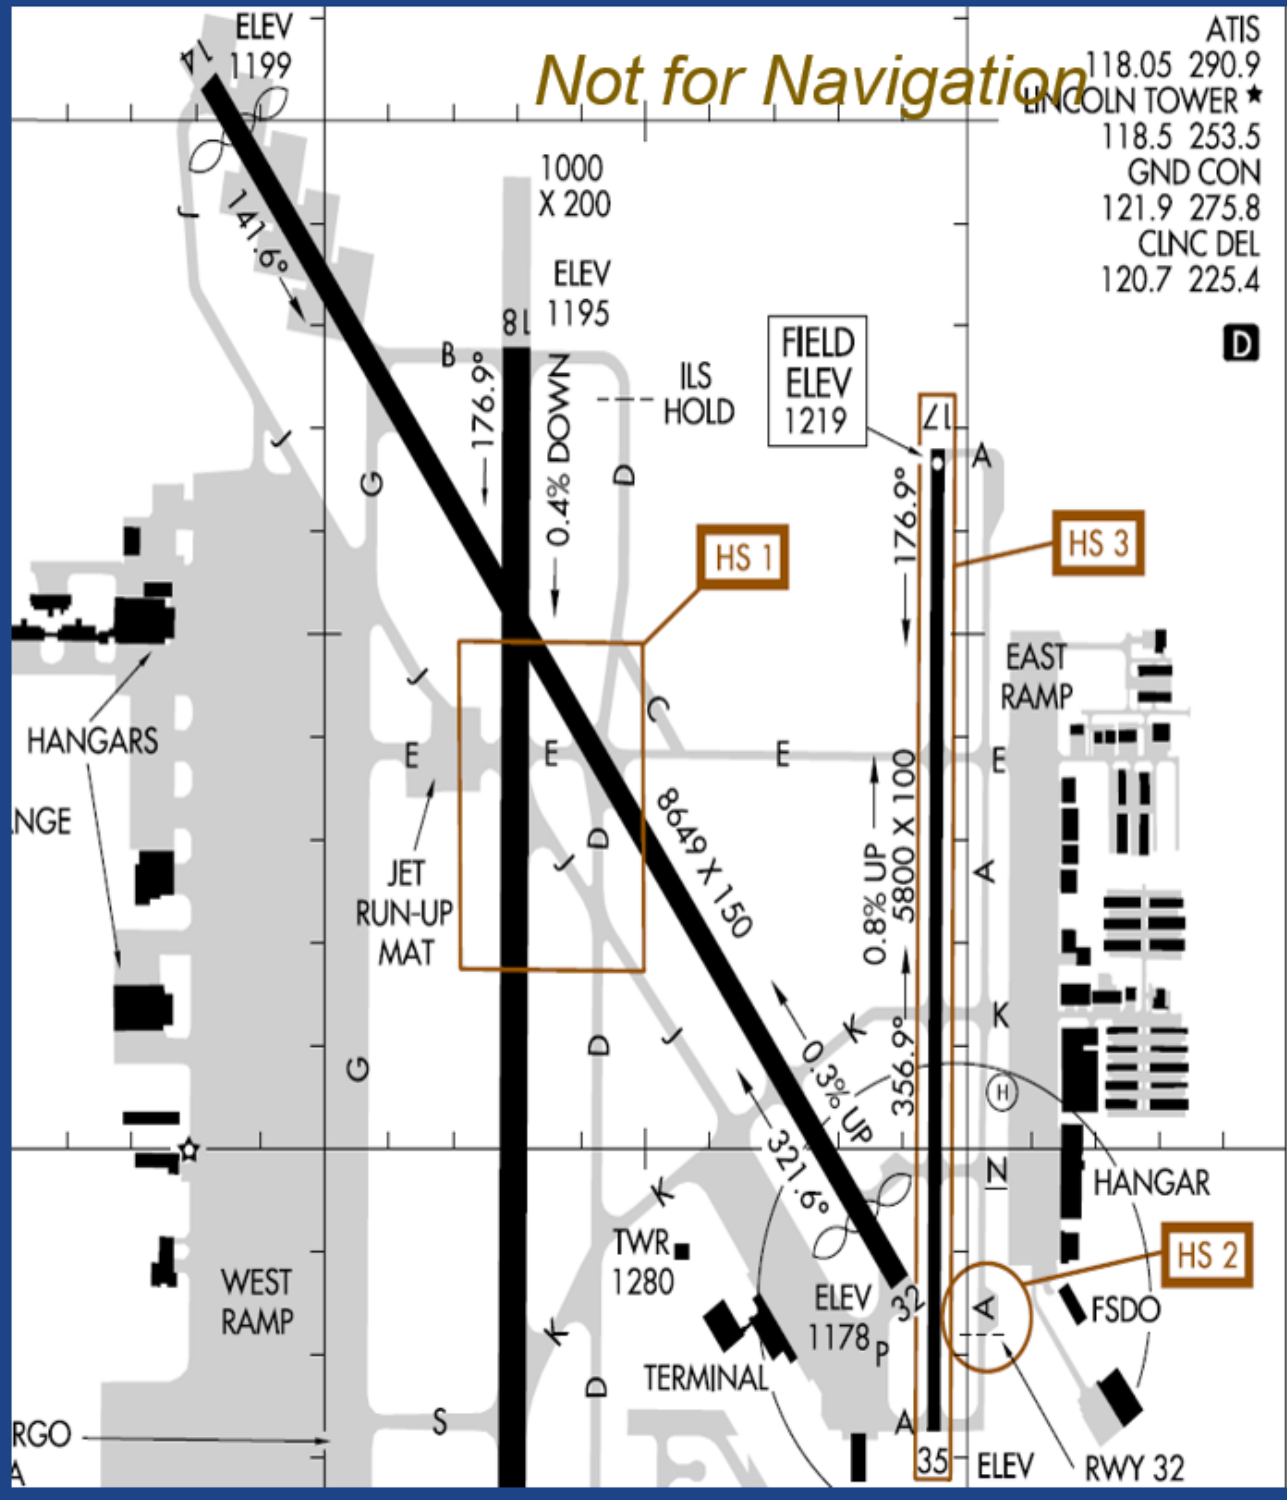 ELEV
1199
14
Not for Navigation
ATIS
118.05 290.9
LINCOLN TOWER ★
118.5 253.5
GND CON
121.9 275.8
CLNC DEL
120.7 225.4
D
1000
X 200
J
141.6°
ELEV
1195
18
B
176.9°
0.4% DOWN
ILS
HOLD
FIELD
ELEV
1219
17
A
J
G
D
176.9°
HS 1
HS 3
EAST
RAMP
J
C
HANGARS
E
E
E
E
NGE
8649 X 150
5800 X 100
0.8% UP
JET
RUN-UP
MAT
J
D
A
G
D
J
K
K
0.3% UP
356.9°
H
321.6°
N
HANGAR
K
TWR
1280
HS 2
WEST
RAMP
ELEV
1178
32
P
A
FSDO
K
TERMINAL
D
S
A
RGO
A
35
ELEV
RWY 32